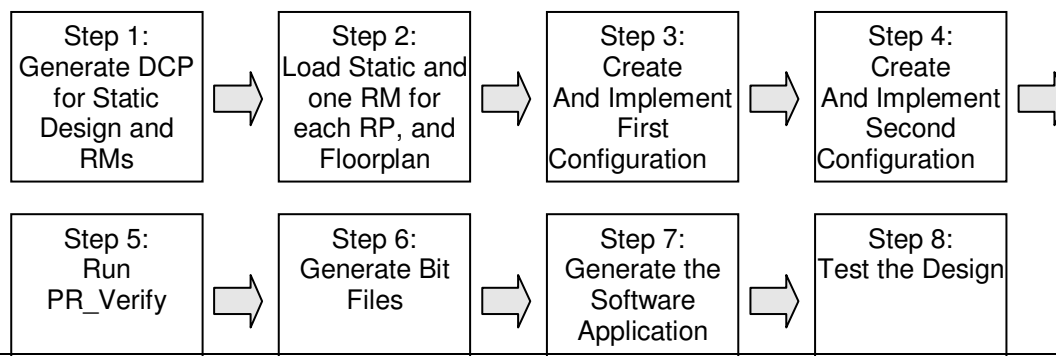 Step 1:
Generate DCP
for Static
Design and
RMs
Step 2:
Load Static and
one RM for
each RP, and
Floorplan
Step 3:
Create
And Implement
First
Configuration
Step 4:
Create
And Implement
Second
Configuration
Step 5:
Run
PR_Verify
Step 6:
Generate Bit
Files
Step 7:
Generate the
Software
Application
Step 8:
Test the Design